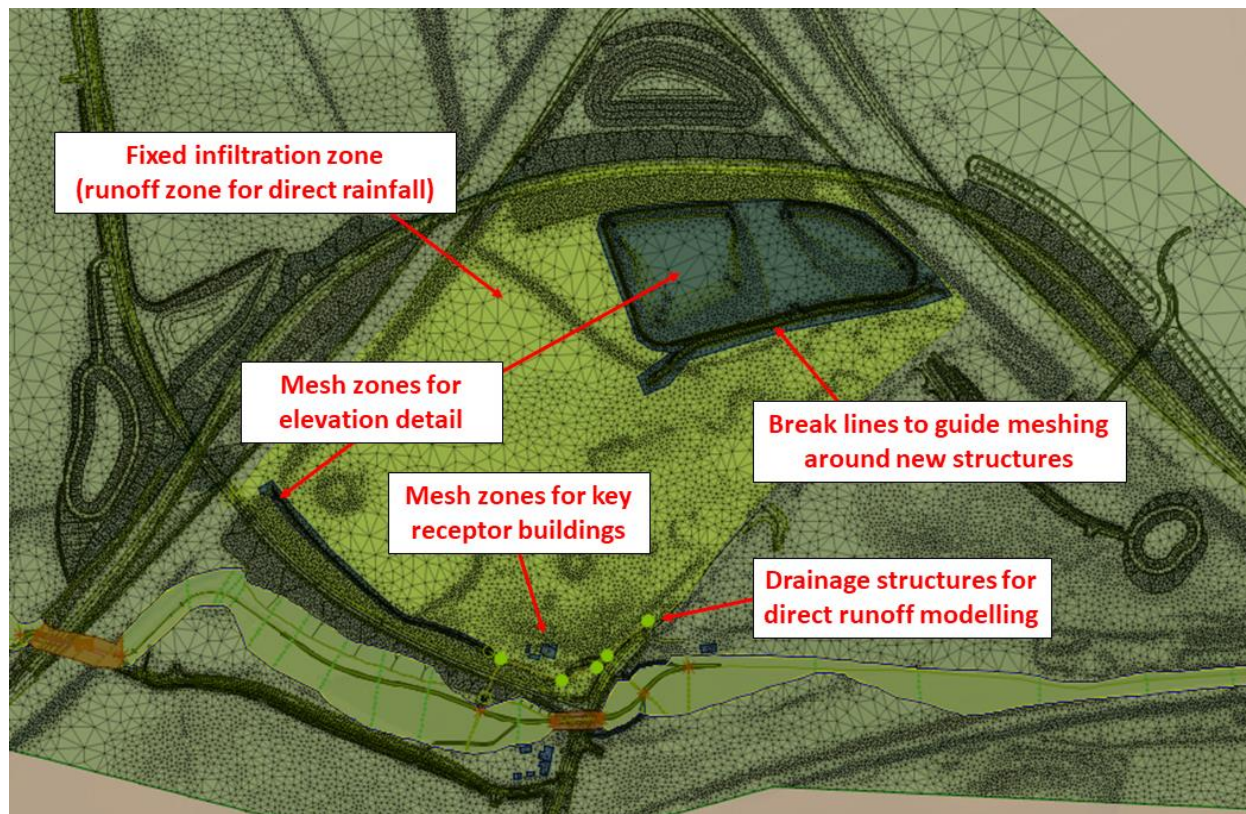 Fixed infiltration zone
(runoff zone for direct rainfall)
Mesh zones for
elevation detail
Break lines to guide meshing
around new structures
Mesh zones for key
receptor buildings
Drainage structures for
direct runoff modelling